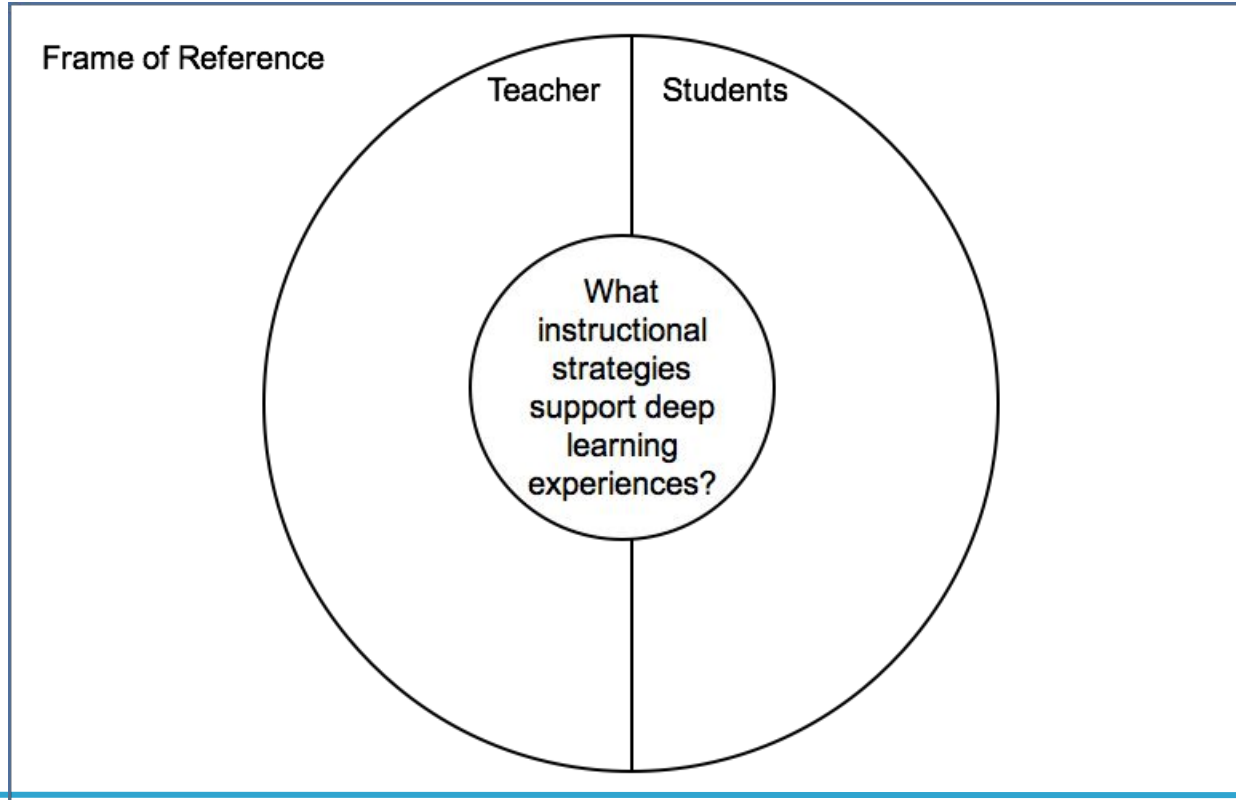 Frame of Reference
Teacher
Students
What
instructional
strategies
support deep
learning
experiences?